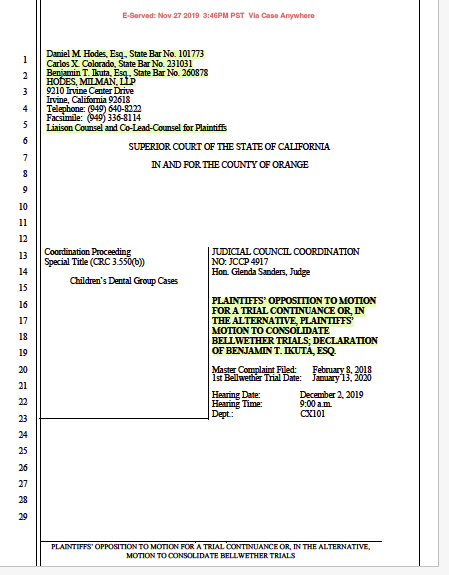 E-Served: Nov 27 2019 3:46PM PST Via Case Anywhere
1
2
3
4
5
6
7
8
9
10
11
12
13
14
15
16
17
18
19
20
21
22
23
24
25
26
27
28
29
Daniel M. Hodes, Esq., State Bar No. 101773
Carlos X. Colorado, State Bar No. 231031
Benjamin T. Ikuta, Esq., State Bar No. 260878
HODES, MILMAN, LLP
9210 Irvine Center Drive
Irvine, California 92618
Telephone: (949) 640-8222
Facsimile: (949) 336-8114
Liaison Counsel and Co-Lead-Counsel for Plaintiffs
SUPERIOR COURT OF THE STATE OF CALIFORNIA
IN AND FOR THE COUNTY OF ORANGE
Coordination Proceeding
Special Title (CRC 3.550(b))
Children's Dental Group Cases
JUDICIAL COUNCIL COORDINATION
NO: JCCP 4917
Hon. Glenda Sanders, Judge
PLAINTIFFS' OPPOSITION TO MOTION
FOR A TRIAL CONTINUANCE OR, IN
THE ALTERNATIVE, PLAINTIFFS'
MOTION TO CONSOLIDATE
BELLWETHER TRIALS; DECLARATION
OF BENJAMIN T. IKUTA, ESQ.
Master Complaint Filed: February 8, 2018
1st Bellwether Trial Date: January 13, 2020
Hearing Date: December 2, 2019
Hearing Time: 9:00 a.m.
Dept.: CX101
PLAINTIFFS' OPPOSITION TO MOTION FOR A TRIAL CONTINUANCE OR, IN THE ALTERNATIVE,
MOTION TO CONSOLIDATE BELLWETHER TRIALS